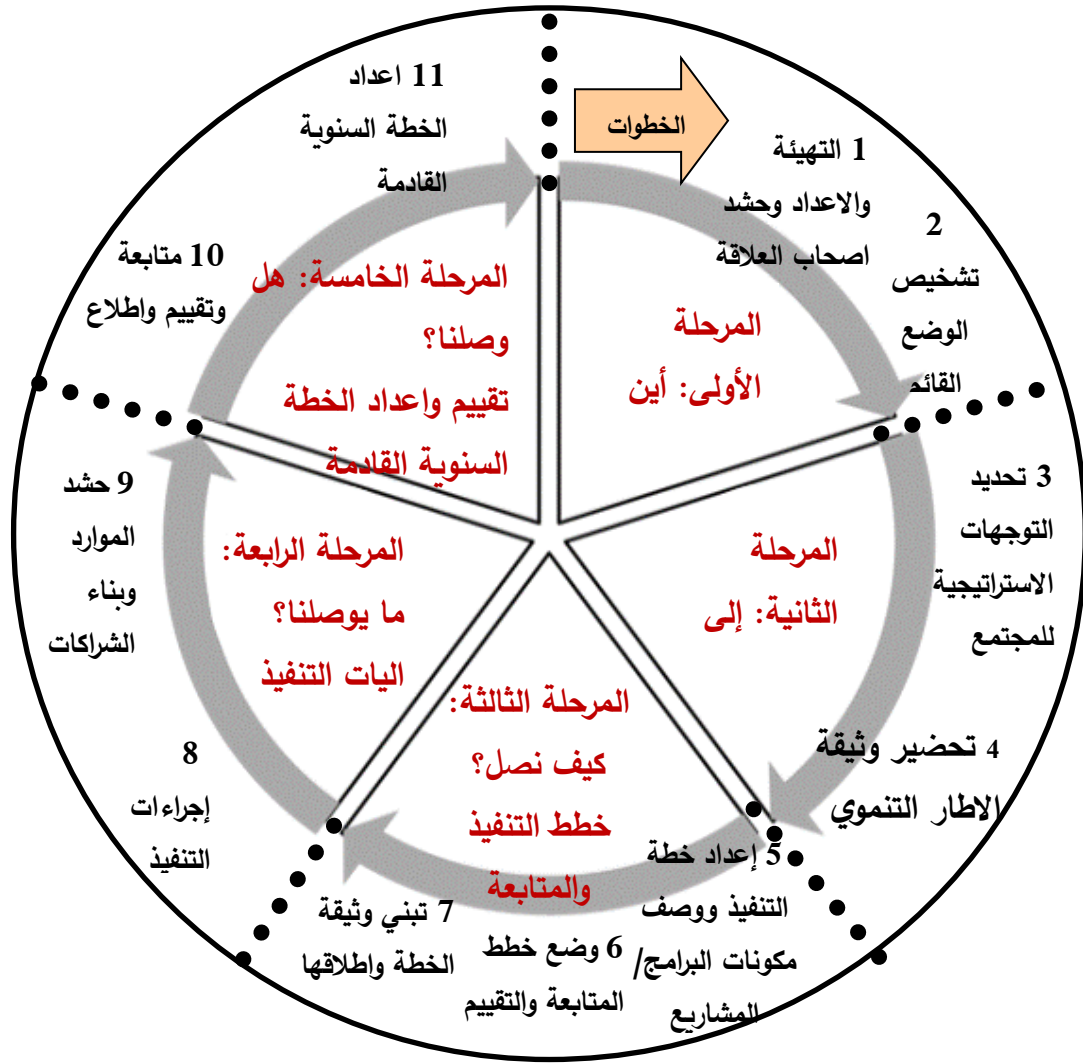 الخطوات
1 التهيئة
والاعداد وحشد
اصحاب العلاقة
2
تشخيص
الوضع
القائم
المرحلة
الأولى: أين
3 تحديد
التوجهات
الاستراتيجية
للمجتمع
4 تحضير وثيقة
الاطار التنموي
المرحلة
الثانية: إلى
5 إعداد خطة
التنفيذ ووصف
مكونات البرامج/
المشاريع
6 وضع خطط
المتابعة والتقييم
7 تبني وثيقة
الخطة واطلاقها
المرحلة الثالثة:
كيف نصل؟
خطط التنفيذ
والمتابعة
8
إجراءات
التنفيذ
9 حشد
الموارد
وبناء
الشراكات
المرحلة الرابعة:
ما يوصلنا؟
اليات التنفيذ
10 متابعة
وتقييم واطلاع
11 اعداد
الخطة السنوية
القادمة
المرحلة الخامسة: هل
وصلنا؟
تقييم واعداد الخطة
السنوية القادمة